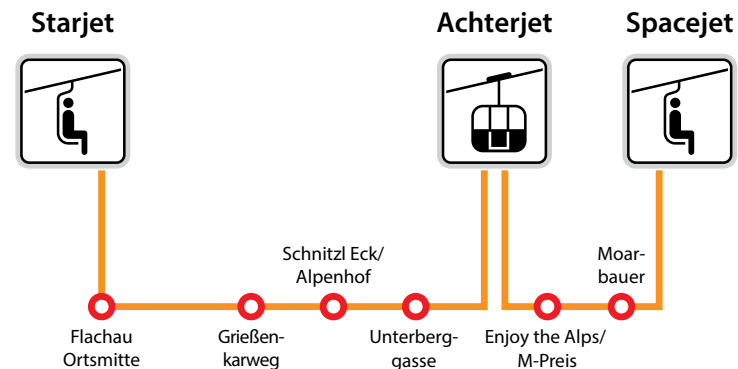 Starjet
Achterjet
Spacejet
Schnitzl Eck/
Alpenhof
Moar-
bauer
Flachau
Ortsmitte
Grießen-
karweg
Unterberg-
gasse
Enjoy the Alps/
M-Preis